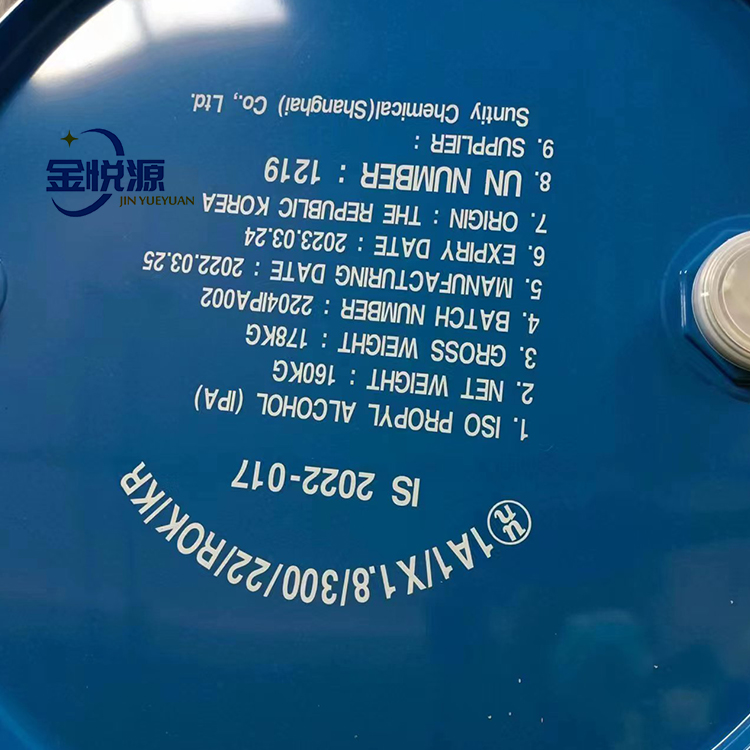 金悦源
JIN YUEYUAN
1A1/X1.8/300/22/ROK/KR
IS 2022-017
1. ISO PROPYL ALCOHOL (IPA)
2. NET WEIGHT : 160KG
3. GROSS WEIGHT : 178KG
4. BATCH NUMBER : 2204IPA002
5. MANUFACTURING DATE : 2022.03.25
6. EXPIRY DATE : 2023.03.24
7. ORIGIN : THE REPUBLIC KOREA
8. UN NUMBER : 1219
9. SUPPLIER :
Suntiy Chemical(Shanghai) Co., Ltd.